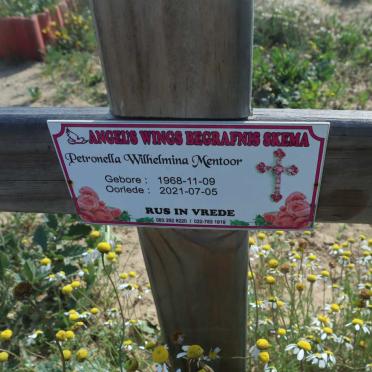 ANGELS WINGS BEGRAFNIS SKEMA
Petronella Wilhelmina Mentoor
Gebore : 1968-11-09
Oorlede : 2021-07-05
RUS IN VREDE